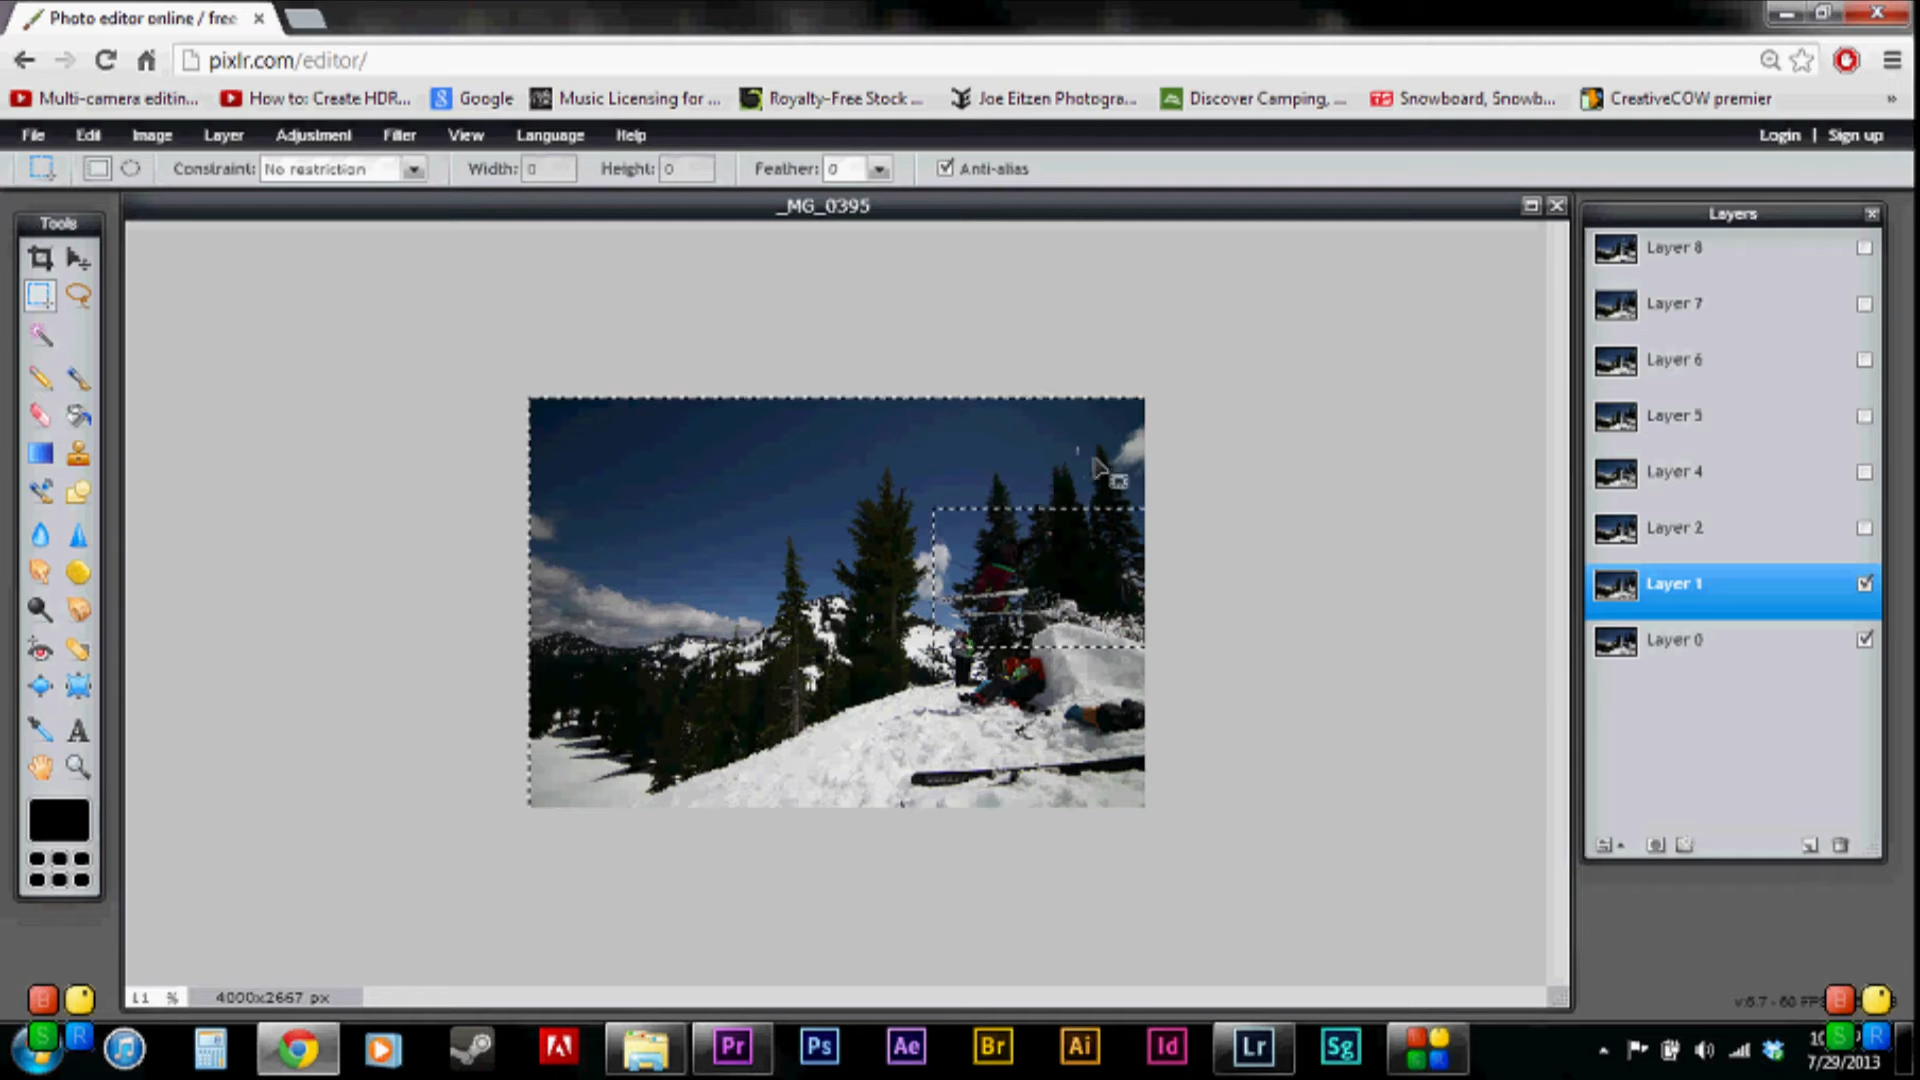 Photo editor online / free
pixlr.com/editor/
Multi-camera editin... How to: Create HDR... Google Music Licensing for ... Royalty-Free Stock ... Joe Eitzen Photogra... Discover Camping, ... Snowboard, Snowb... CreativeCOW premier »
File Edit Image Layer Adjustment Filter View Language Help Login | Sign up
Constraint: No restriction Width: 0 Height: 0 Feather: 0 Anti-alias
_MG_0395
Tools
A
Layers
Layer 8
Layer 7
Layer 6
Layer 5
Layer 4
Layer 2
Layer 1
Layer 0
11 % 4000x2667 px
B
S R
B
S R
Pr Ps Ae Br Ai Id Lr Sg
7/29/2013